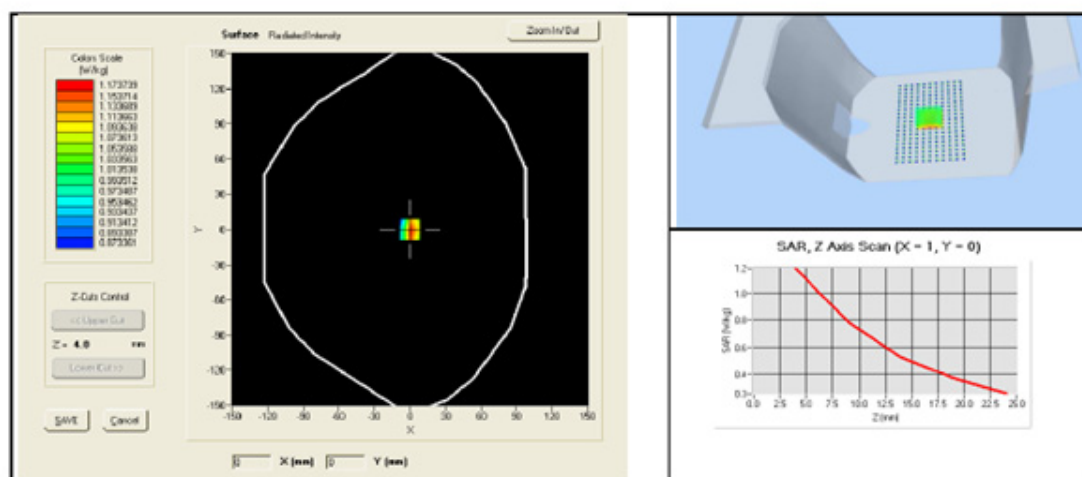 Surface Radiated Intensity
Zoom In/Out
Colors Scale
(W/kg)
1.173739
1.153714
1.133689
1.113663
1.093638
1.073613
1.053588
1.033563
1.013538
0.993512
0.973487
0.953462
0.933437
0.913412
0.893387
0.873361
Z-Cuts Control
<< Upper Cut
Z = 4.0 mm
Lower Cut >>
SAVE Cancel
150
120
90
60
30
0
-30
-60
-90
-120
-150
Y
-150 -120 -90 -60 -30 0 30 60 90 120 150
X
0 X (mm) 0 Y (mm)
SAR, Z Axis Scan (X = 1, Y = 0)
SAR (W/kg)
1.2
1.0
0.8
0.6
0.4
0.3
0.0 2.5 5.0 7.5 10.0 12.5 15.0 17.5 20.0 22.5 25.0
Z (mm)